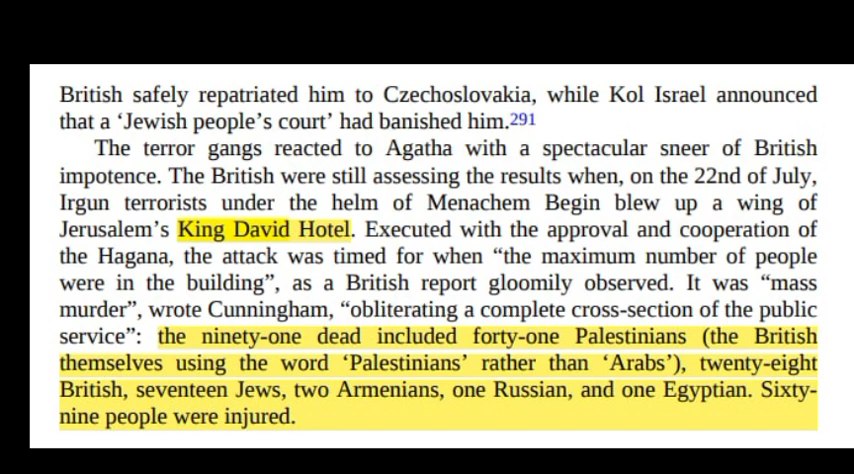 British safely repatriated him to Czechoslovakia, while Kol Israel announced
that a ‘Jewish people’s court’ had banished him.291
The terror gangs reacted to Agatha with a spectacular sneer of British
impotence. The British were still assessing the results when, on the 22nd of July,
Irgun terrorists under the helm of Menachem Begin blew up a wing of
Jerusalem’s King David Hotel. Executed with the approval and cooperation of
the Hagana, the attack was timed for when “the maximum number of people
were in the building”, as a British report gloomily observed. It was “mass
murder”, wrote Cunningham, “obliterating a complete cross-section of the public
service”: the ninety-one dead included forty-one Palestinians (the British
themselves using the word ‘Palestinians’ rather than ‘Arabs’), twenty-eight
British, seventeen Jews, two Armenians, one Russian, and one Egyptian. Sixty-
nine people were injured.